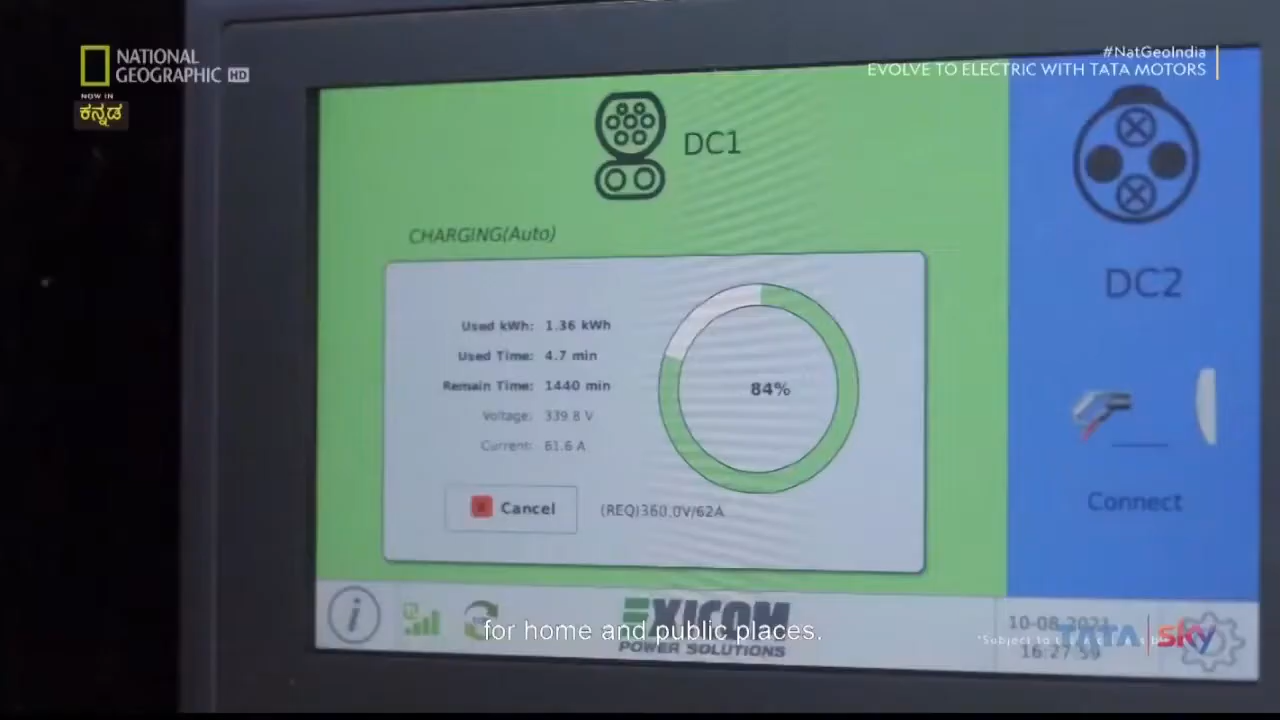 NATIONAL
GEOGRAPHIC HD
NOW IN
ಕನ್ನಡ
#NatGeoIndia
EVOLVE TO ELECTRIC WITH TATA MOTORS
DC1
CHARGING(Auto)
Used kWh: 1.36 kWh
Used Time: 4.7 min
Remain Time: 1440 min
Voltage: 339.8 V
Current: 61.6 A
84%
Cancel
(REQ)360.0V/62A
DC2
Connect
i
EXICOM
POWER SOLUTIONS
for home and public places.
10-08-2021
16:27:59
*Subject to
TATA sky